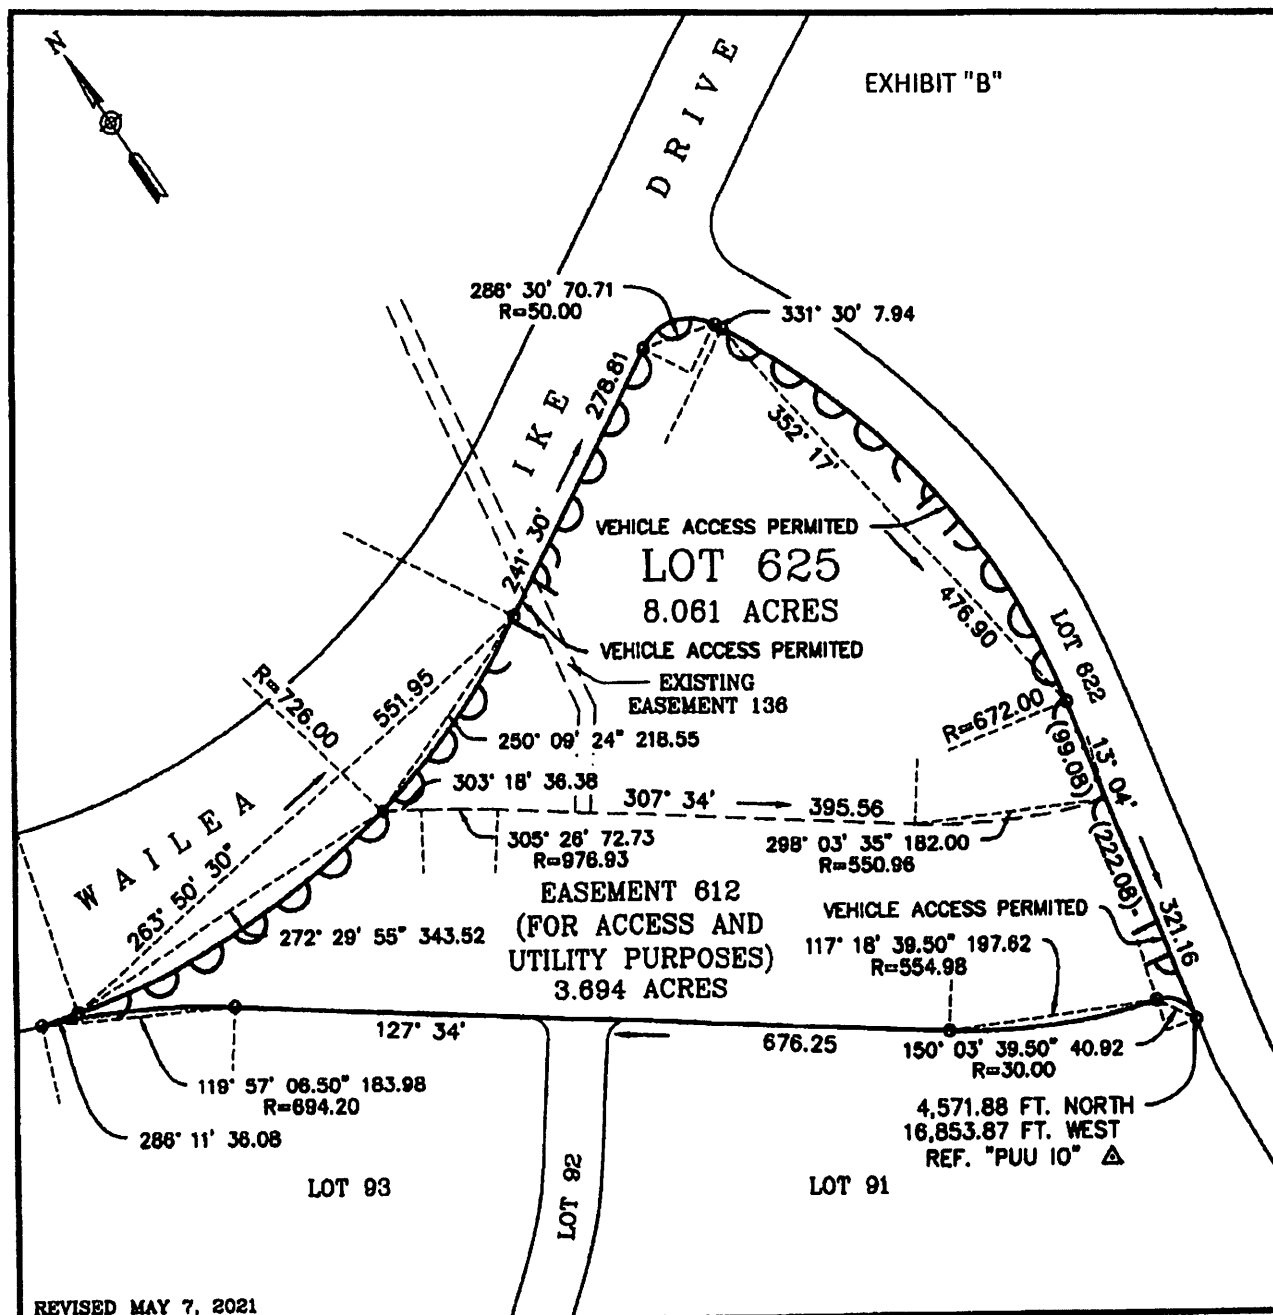 N
EXHIBIT "B"
WAILEA IKE DRIVE
286° 30' 70.71
R=50.00
331° 30' 7.94
278.81
241° 30'
352° 17'
476.90
VEHICLE ACCESS PERMITED
LOT 625
8.061 ACRES
VEHICLE ACCESS PERMITED
EXISTING
EASEMENT 136
LOT 622
R=726.00
551.95
263° 50' 30"
250° 09' 24" 218.55
303° 18' 36.38
R=672.00
(99.08)
13° 04'
307° 34'
395.56
305° 26' 72.73
R=976.93
298° 03' 35" 182.00
R=550.96
(222.08)
321.16
EASEMENT 612
(FOR ACCESS AND
UTILITY PURPOSES)
3.694 ACRES
272° 29' 55" 343.52
VEHICLE ACCESS PERMITED
117° 18' 39.50" 197.62
R=554.98
127° 34'
676.25
150° 03' 39.50" 40.92
R=30.00
119° 57' 06.50" 183.98
R=694.20
286° 11' 36.08
4,571.88 FT. NORTH
16,853.87 FT. WEST
REF. "PUU IO"
LOT 93
LOT 92
LOT 91
REVISED MAY 7, 2021